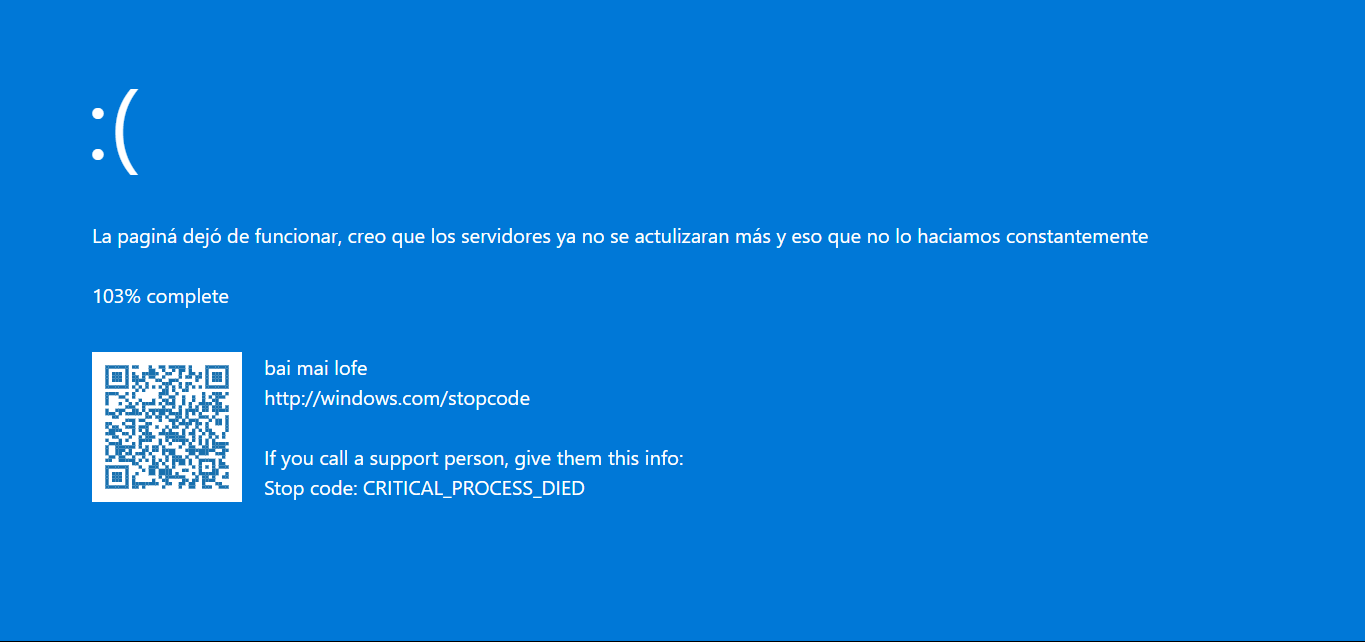 :(
La paginá dejó de funcionar, creo que los servidores ya no se actulizaran más y eso que no lo haciamos constantemente
103% complete
bai mai lofe
http://windows.com/stopcode
If you call a support person, give them this info:
Stop code: CRITICAL_PROCESS_DIED